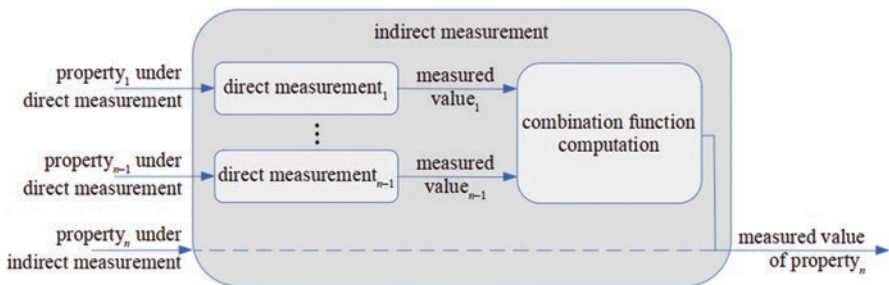 indirect measurement
property₁ under
direct measurement
direct measurement₁
measured
value₁
combination function
computation
⋮
propertyₙ₋₁ under
direct measurement
direct measurementₙ₋₁
measured
valueₙ₋₁
propertyₙ under
indirect measurement
measured value
of propertyₙ